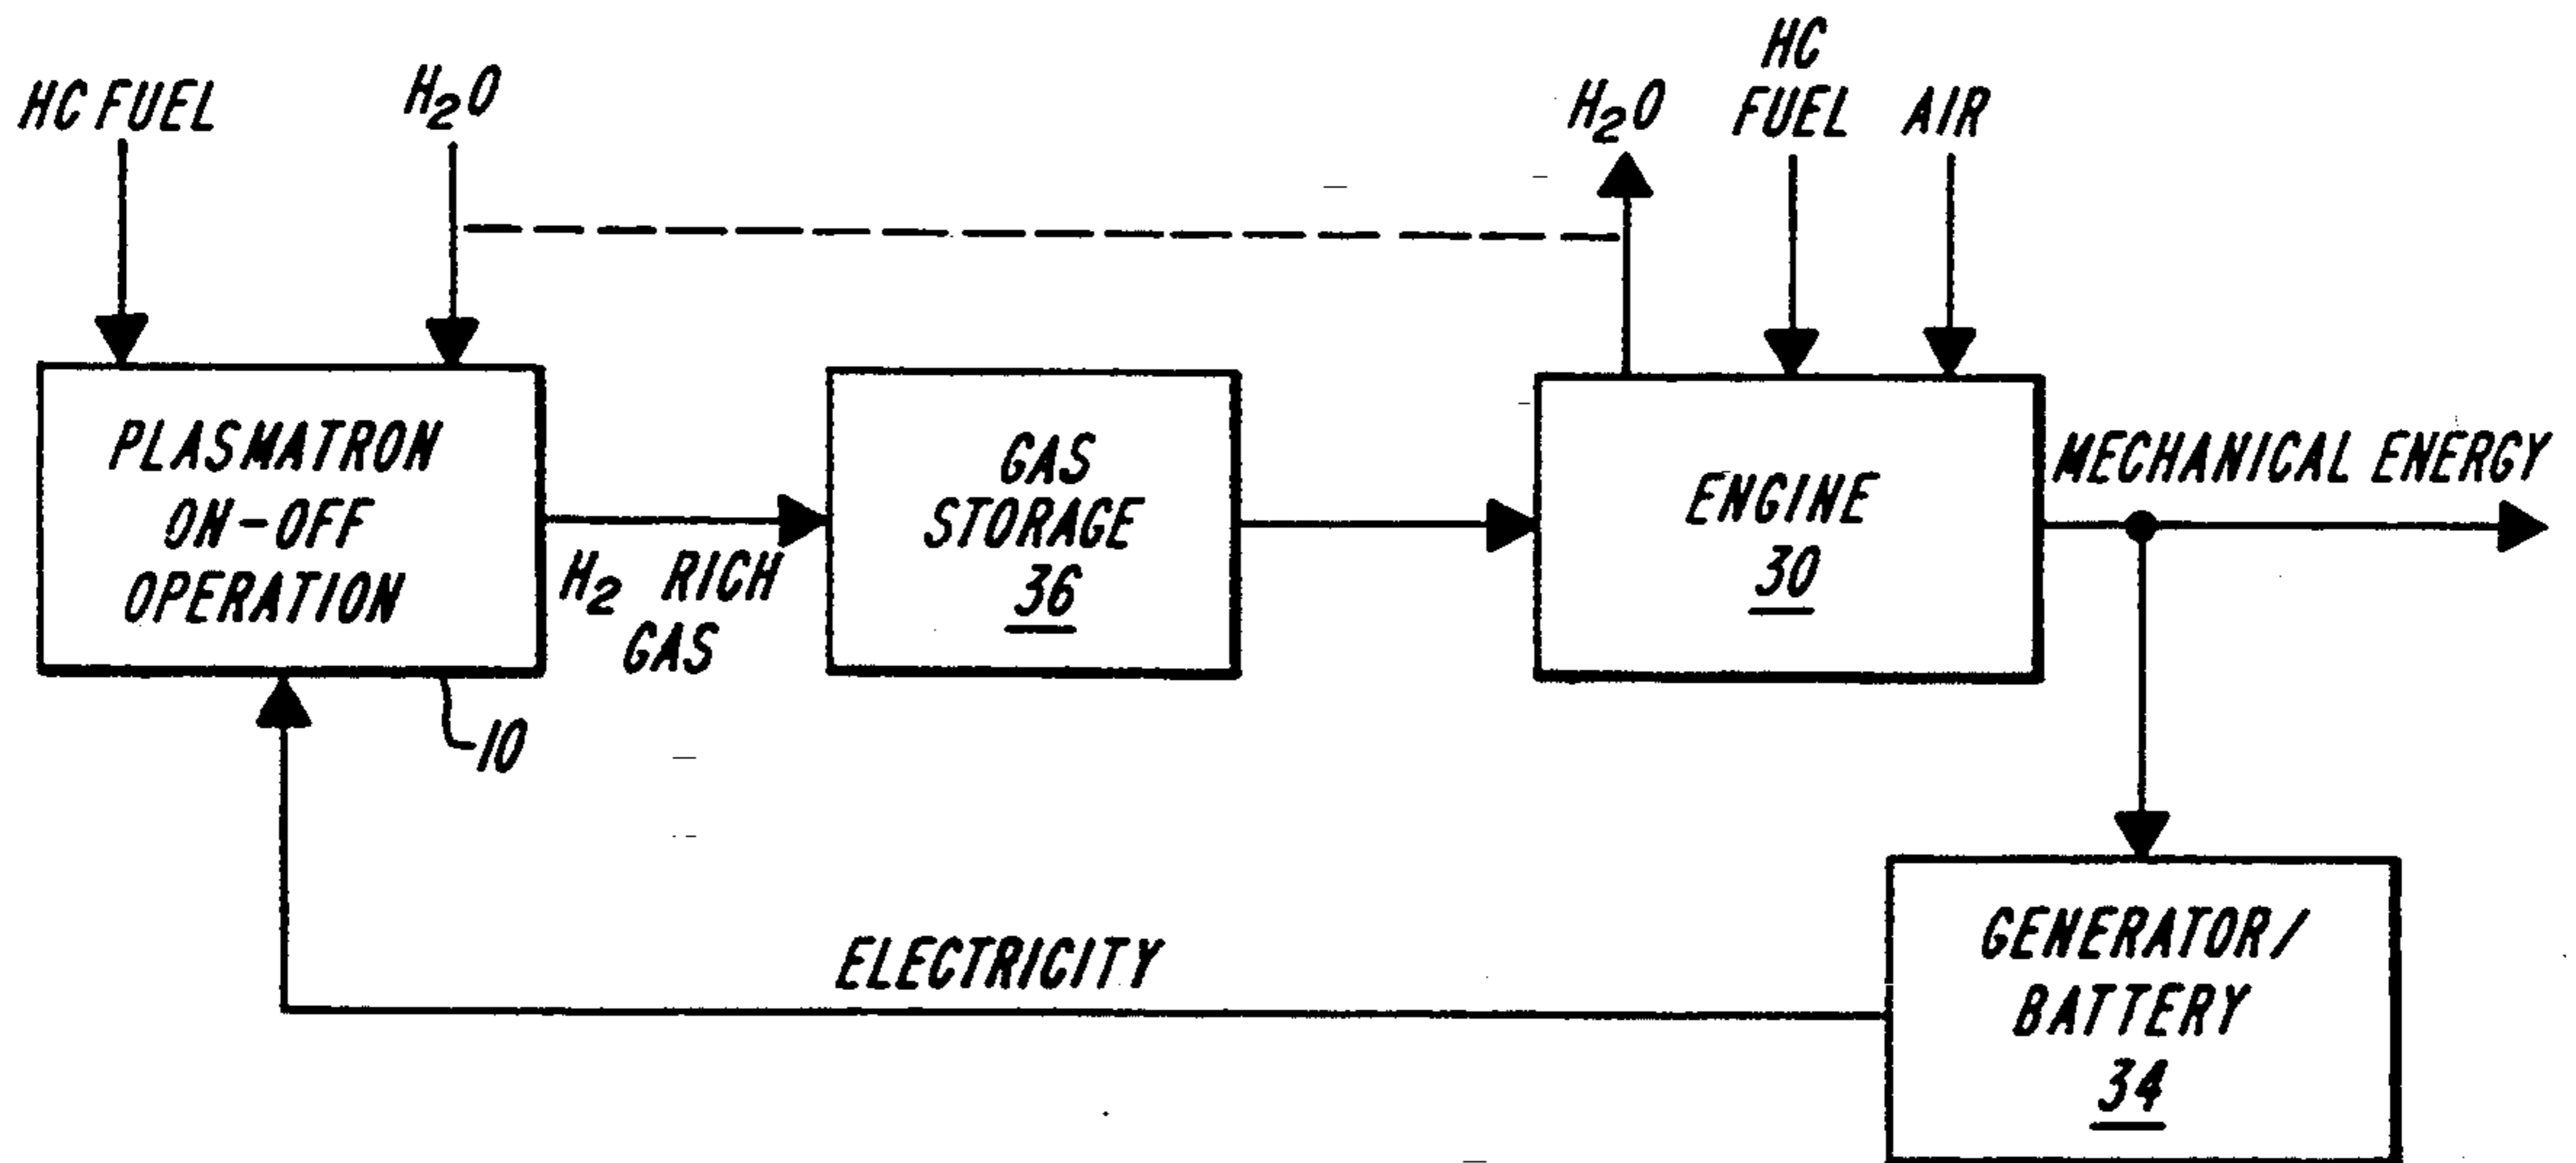 HC FUEL
H2O
H2O
HC
FUEL
AIR
PLASMATRON
ON-OFF
OPERATION
10
H2 RICH
GAS
GAS
STORAGE
36
ENGINE
30
MECHANICAL ENERGY
ELECTRICITY
GENERATOR/
BATTERY
34